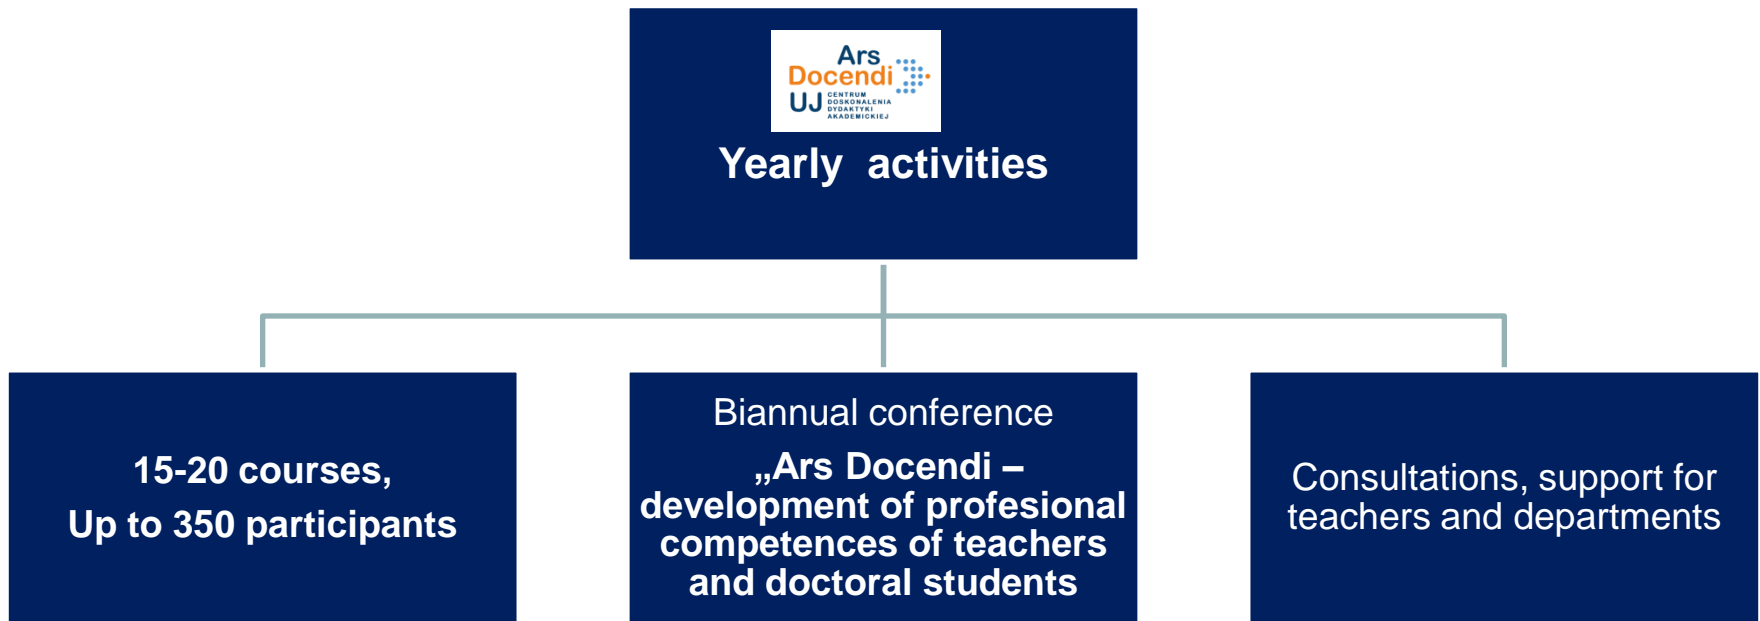 Ars
Docendi
UJ CENTRUM
DOSKONALENIA
DYDAKTYKI
AKADEMICKIEJ
Yearly activities
15-20 courses,
Up to 350 participants
Biannual conference
„Ars Docendi –
development of profesional
competences of teachers
and doctoral students
Consultations, support for
teachers and departments